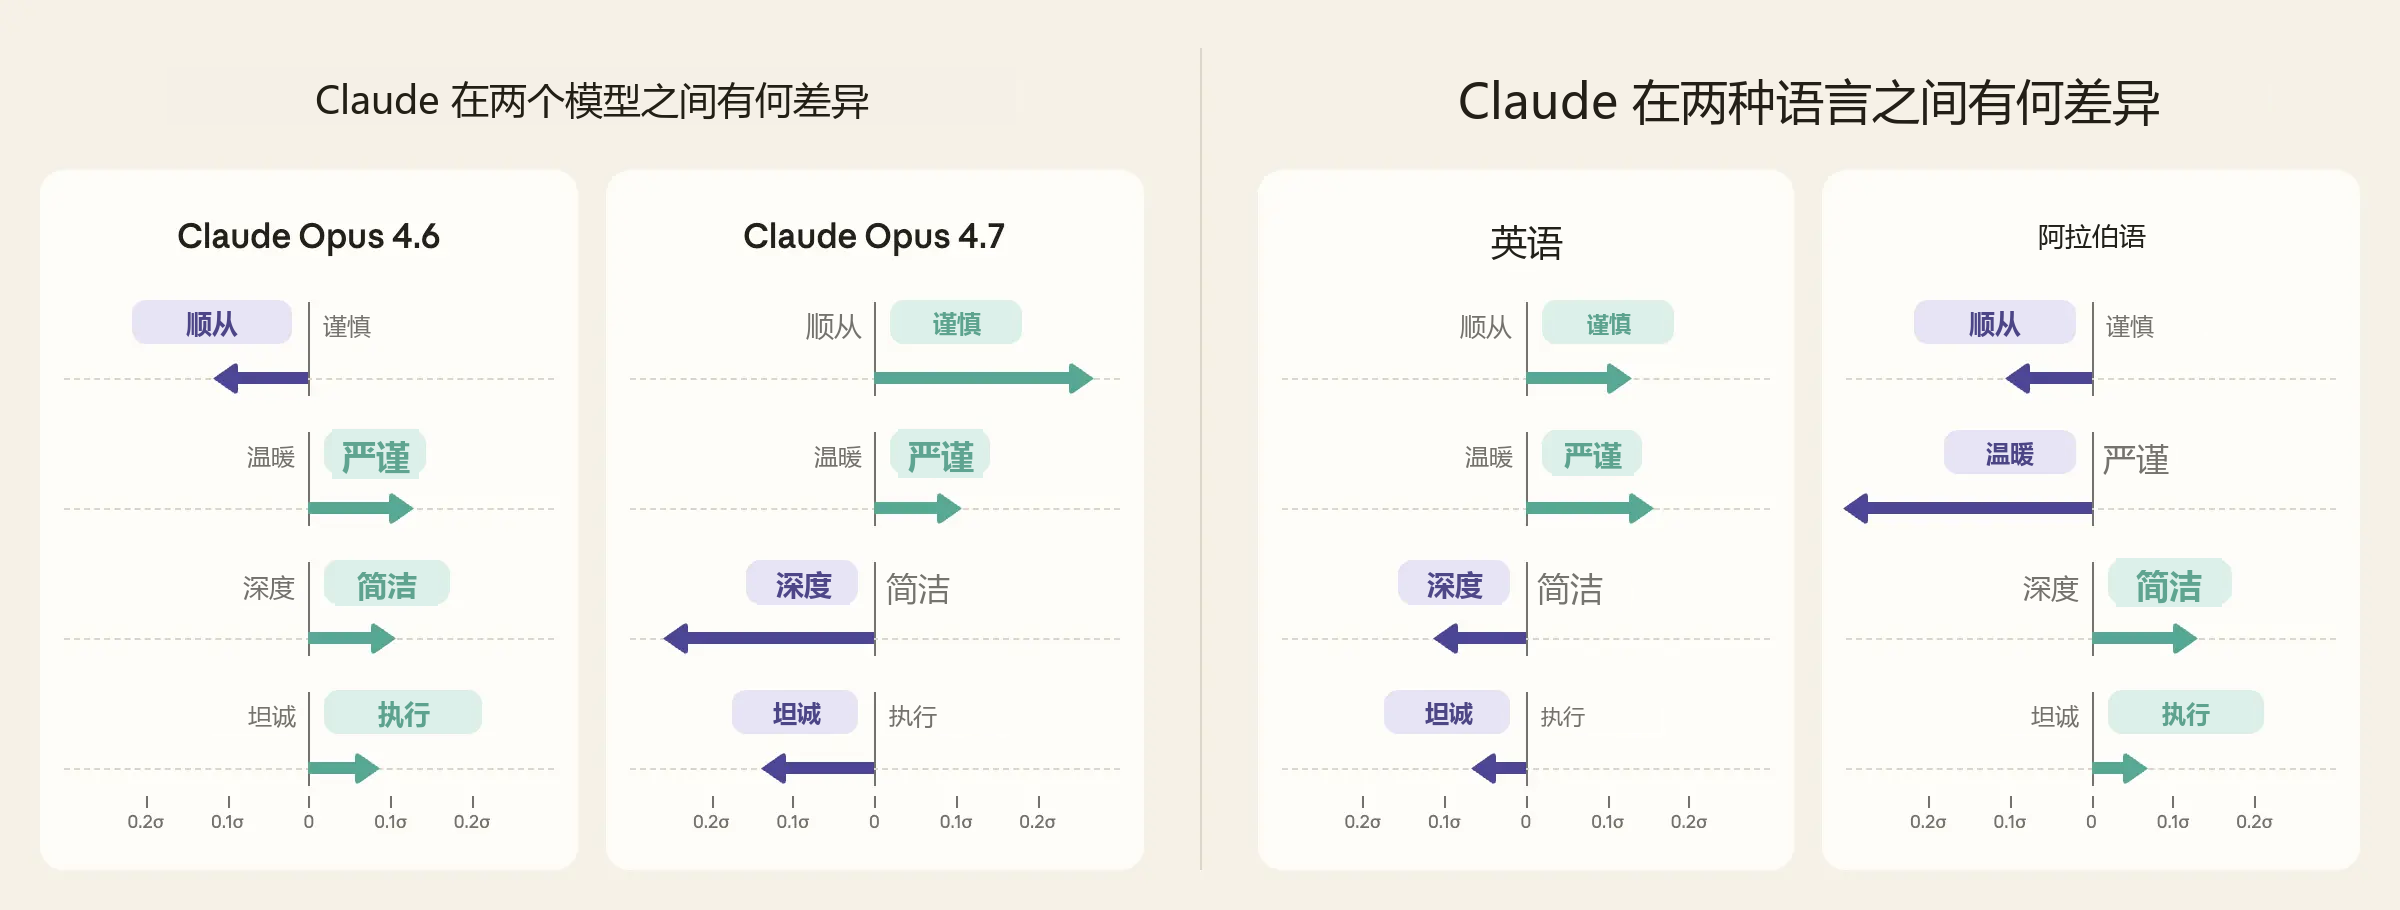 Claude 在两个模型之间有何差异
Claude Opus 4.6
顺从 谨慎
温暖 严谨
深度 简洁
坦诚 执行
0.2σ 0.1σ 0 0.1σ 0.2σ
Claude Opus 4.7
顺从 谨慎
温暖 严谨
深度 简洁
坦诚 执行
0.2σ 0.1σ 0 0.1σ 0.2σ
Claude 在两种语言之间有何差异
英语
顺从 谨慎
温暖 严谨
深度 简洁
坦诚 执行
0.2σ 0.1σ 0 0.1σ 0.2σ
阿拉伯语
顺从 谨慎
温暖 严谨
深度 简洁
坦诚 执行
0.2σ 0.1σ 0 0.1σ 0.2σ